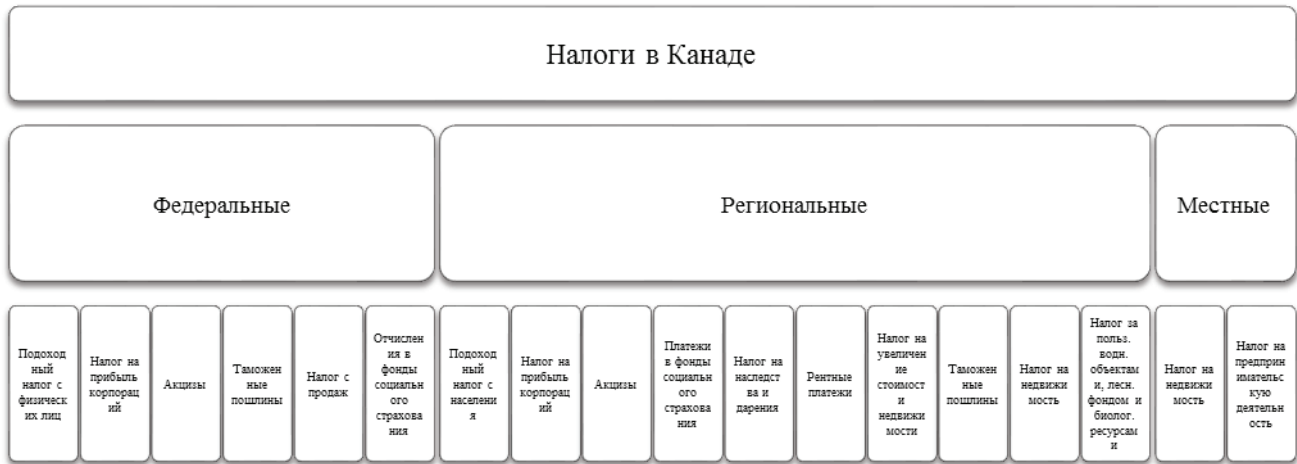 Налоги в Канаде
Федеральные
Региональные
Местные
Подоход
ный
налог с
физическ
их лиц
Налог на
прибыль
корпорац
ий
Акцизы
Таможен
ные
пошлины
Налог с
продаж
Отчислен
ия в
фонды
социальн
ого
страхова
ния
Подоход
ный
налог с
населени
я
Налог на
прибыль
корпорац
ий
Акцизы
Платежи
в фонды
социальн
ого
страхова
ния
Налог на
наследст
ва и
дарения
Рентные
платежи
Налог на
увеличен
ие
стоимост
и
недвижи
мости
Таможен
ные
пошлины
Налог на
недвижи
мость
Налог за
польз.
водн.
объектам
и, лесн.
фондом и
биолог.
ресурсам
и
Налог на
недвижи
мость
Налог на
предприн
имательс
кую
деятельн
ость